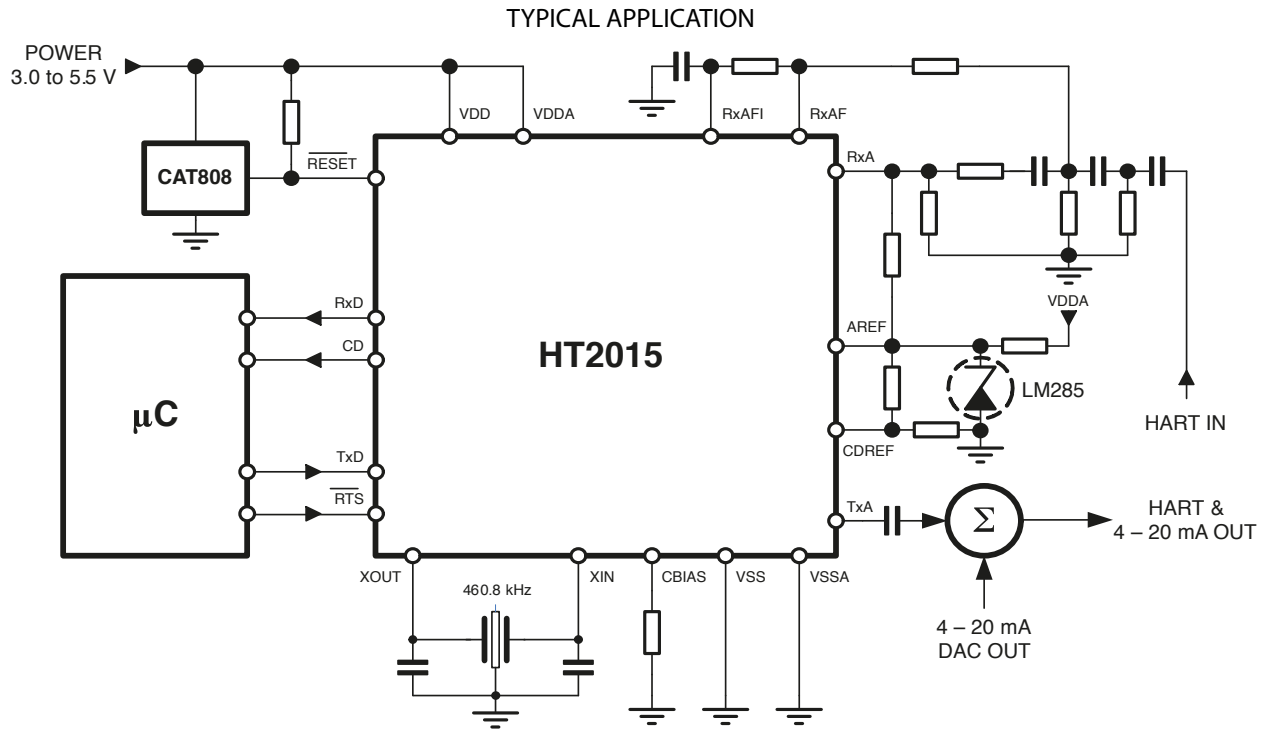 TYPICAL APPLICATION
POWER
3.0 to 5.5 V
VDD
VDDA
RxAFI
RxAF
CAT808
RESET
RxA
VDDA
RxD
AREF
CD
HT2015
LM285
μC
HART IN
CDREF
TxD
RTS
TxA
Σ
HART &
4 – 20 mA OUT
XOUT
XIN
CBIAS
VSS
VSSA
460.8 kHz
4 – 20 mA
DAC OUT